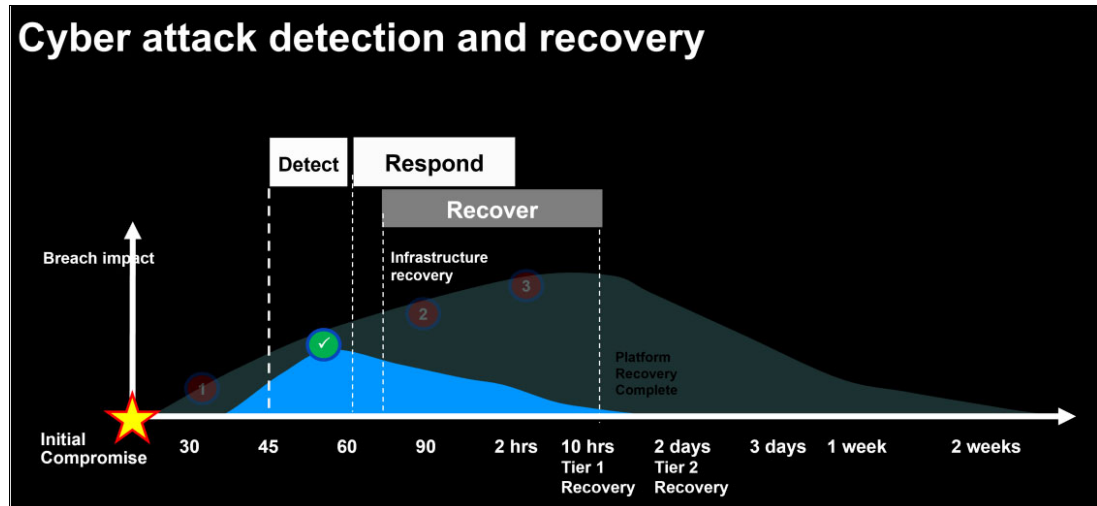 Cyber attack detection and recovery
Detect
Respond
Recover
Breach impact
Infrastructure
recovery
3
2
✓
1
Platform
Recovery
Complete
Initial
Compromise
30
45
60
90
2 hrs
10 hrs
Tier 1
Recovery
2 days
Tier 2
Recovery
3 days
1 week
2 weeks